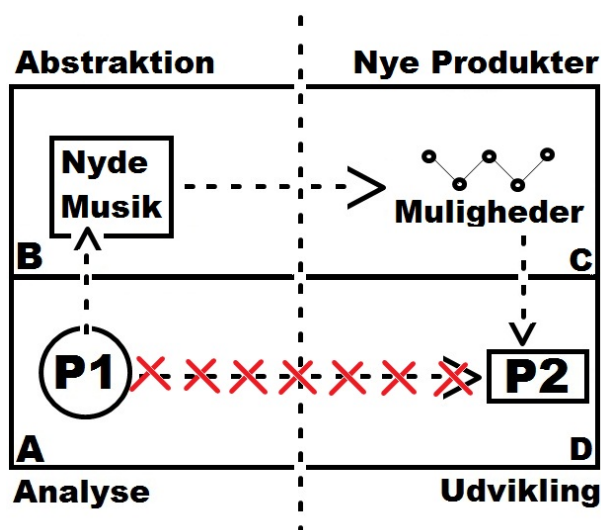 Abstraktion
Nye Produkter
Nyde
Musik
Muligheder
B
C
P1
P2
A
D
Analyse
Udvikling